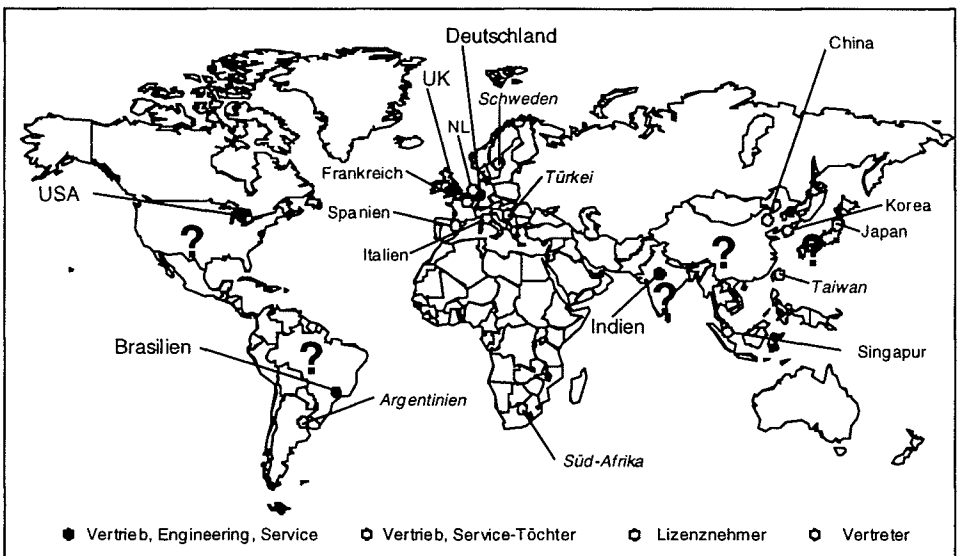 Deutschland
China
UK
Schweden
NL
Frankreich
Türkei
USA
Spanien
Korea
Japan
Italien
?
?
?
Taiwan
?
Indien
Brasilien
?
Singapur
Argentinien
Süd-Afrika
Vertrieb, Engineering, Service Vertrieb, Service-Töchter Lizenznehmer Vertreter